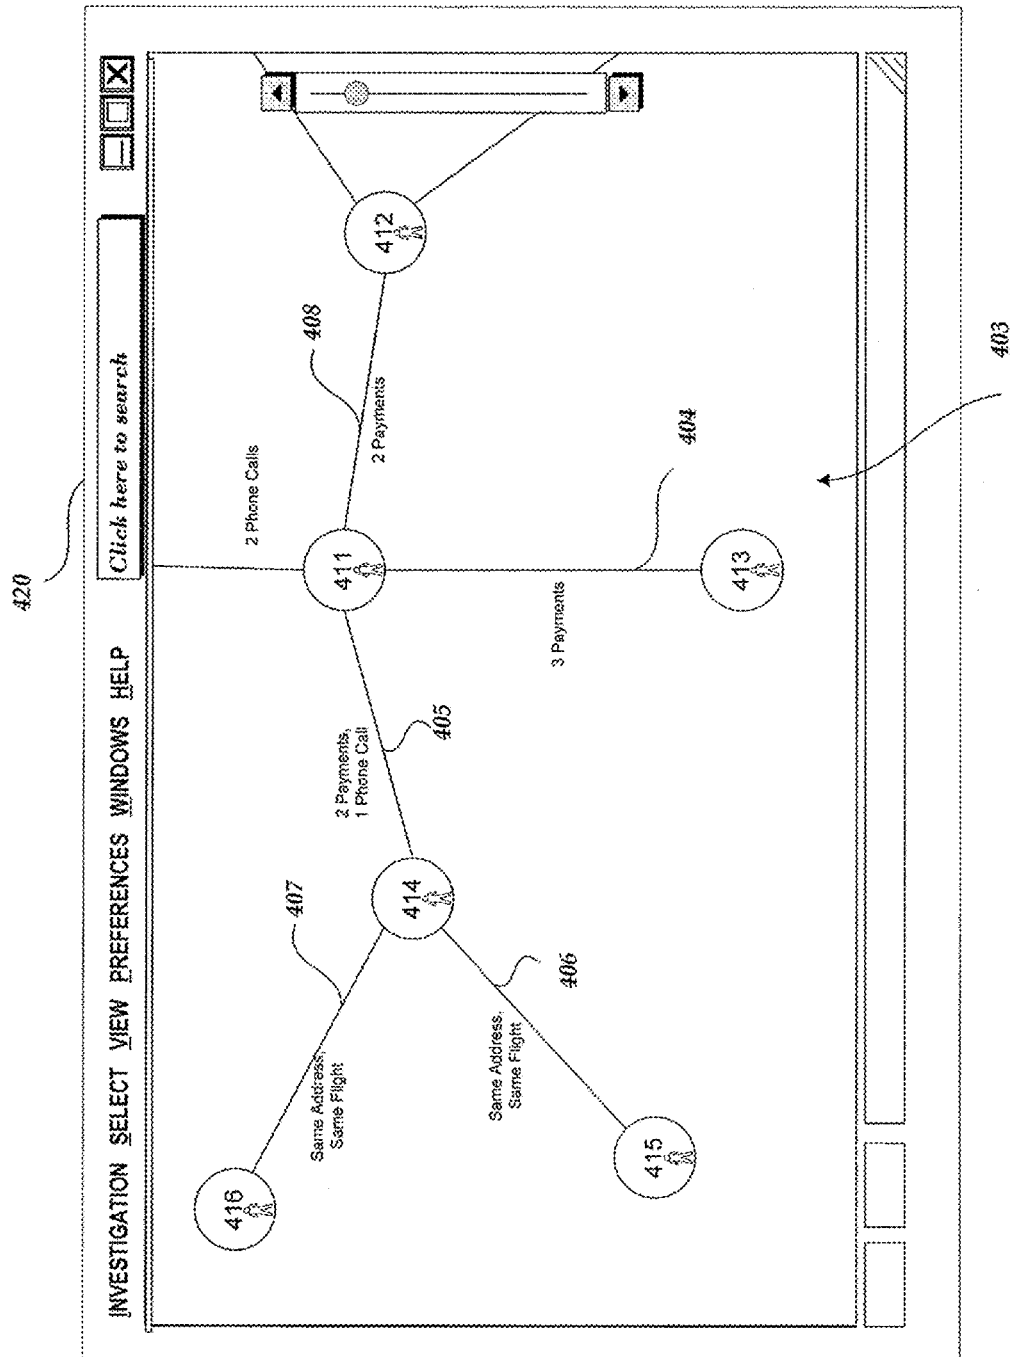 420
INVESTIGATION SELECT VIEW PREFERENCES WINDOWS HELP
Click here to search
416
407
2 Phone Calls
408
412
Same Address,
Same Flight
2 Payments,
1 Phone Call
411
2 Payments
414
405
Same Address,
Same Flight
406
3 Payments
404
415
413
403